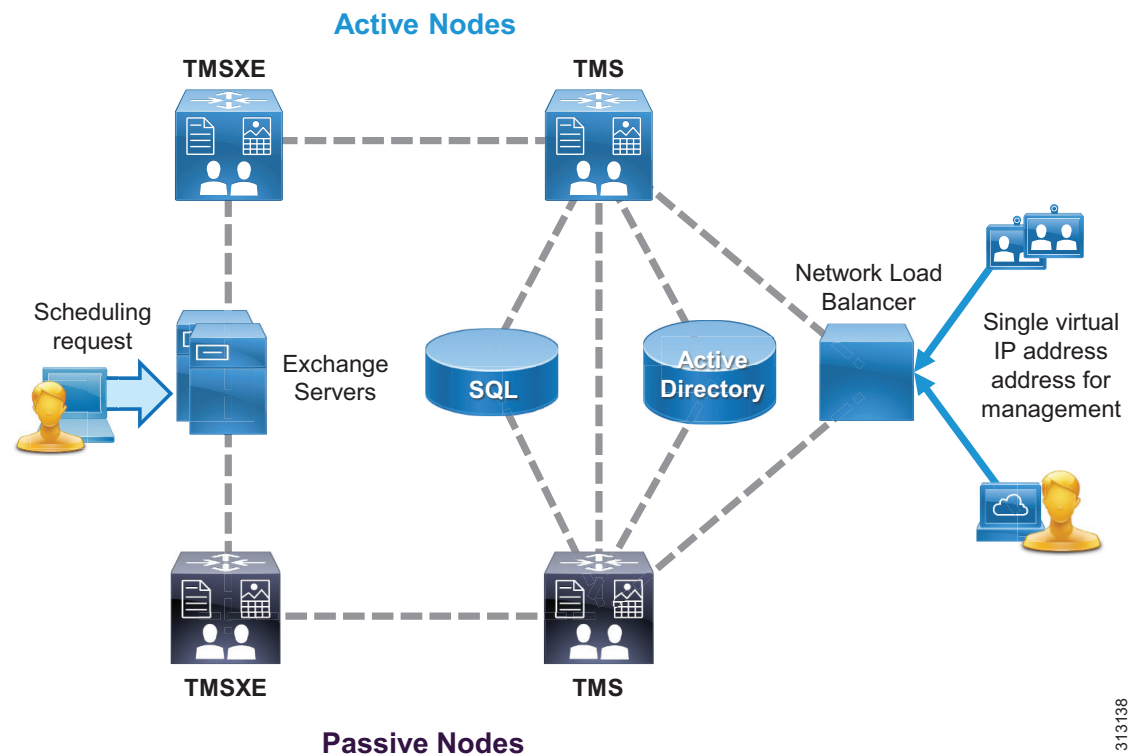 Active Nodes
TMSXE
TMS
Scheduling
request
Exchange
Servers
SQL
Active
Directory
Network Load
Balancer
Single virtual
IP address
address for
management
TMSXE
TMS
Passive Nodes
313138